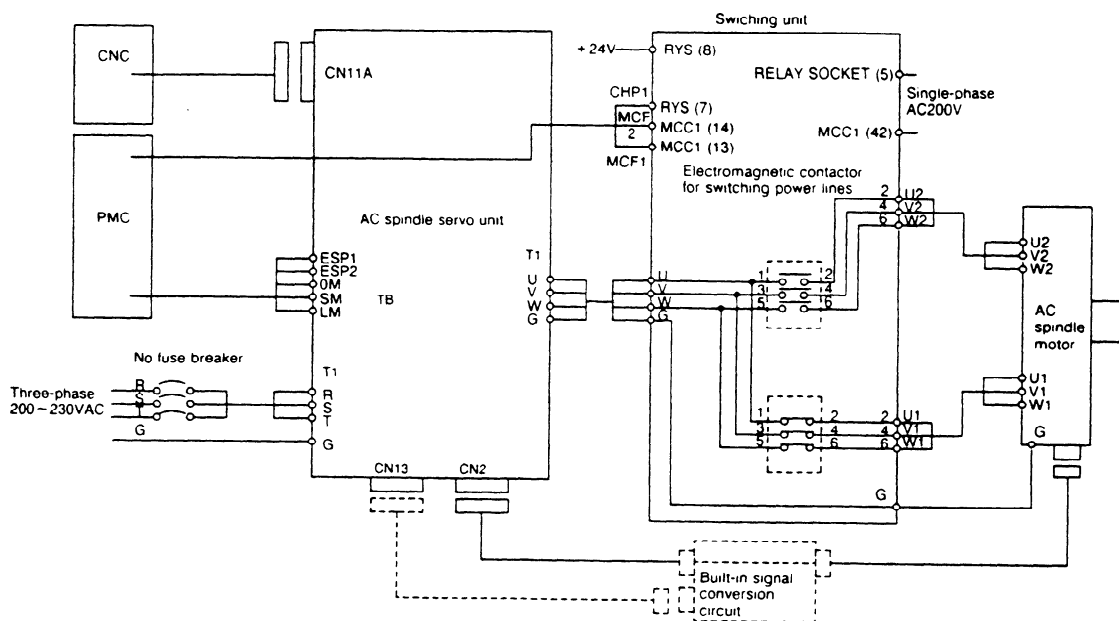 Swiching unit
CNC
CN11A
+24V
RYS (8)
RELAY SOCKET (5)
Single-phase
AC200V
CHP1
RYS (7)
MCF
2
MCC1 (14)
MCC1 (13)
MCF1
MCC1 (42)
Electromagnetic contactor
for switching power lines
PMC
AC spindle servo unit
2 U2
4 V2
6 W2
T1
ESP1
ESP2
0M
SM
LM
TB
U
V
W
G
U
V
W
G
1 2
3 4
5 6
U2
V2
W2
AC
spindle
motor
No fuse breaker
T1
Three-phase
200~230VAC
R
S
G
R
S
T
G
1 2 2 U1
3 4 4 V1
5 6 6 W1
U1
V1
W1
G
G
CN13
CN2
Built-in signal
conversion
circuit